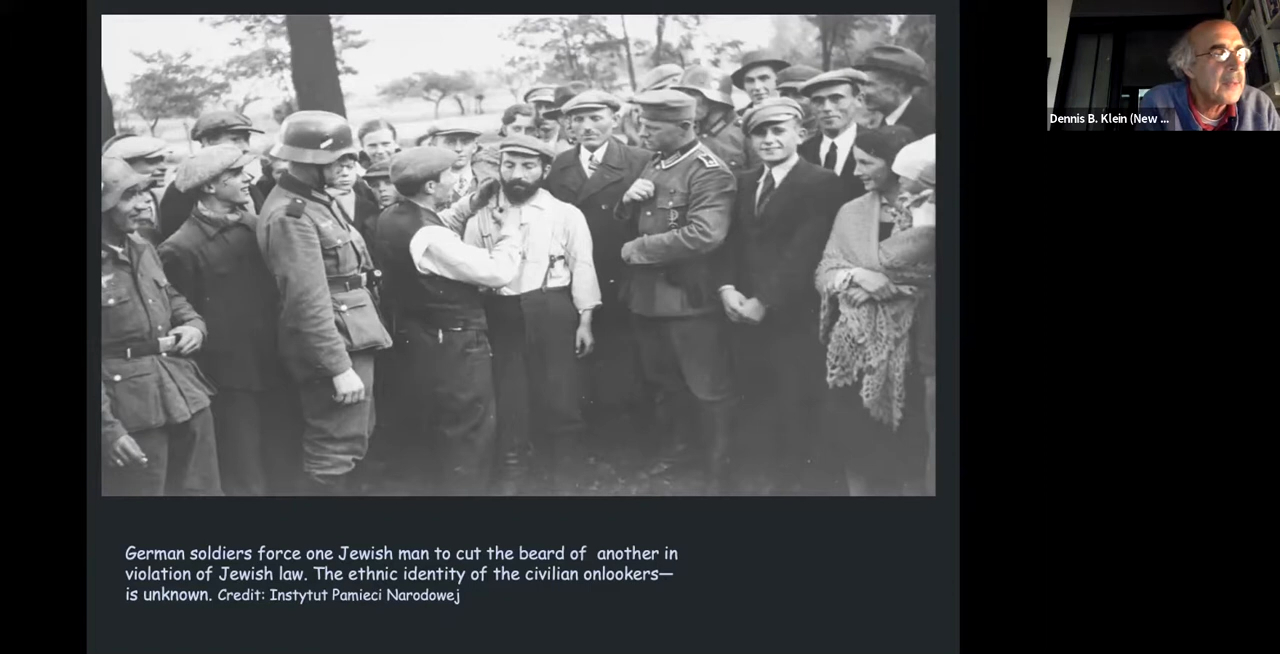 Dennis B. Klein (New ...
German soldiers force one Jewish man to cut the beard of another in
violation of Jewish law. The ethnic identity of the civilian onlookers—
is unknown. Credit: Instytut Pamieci Narodowej